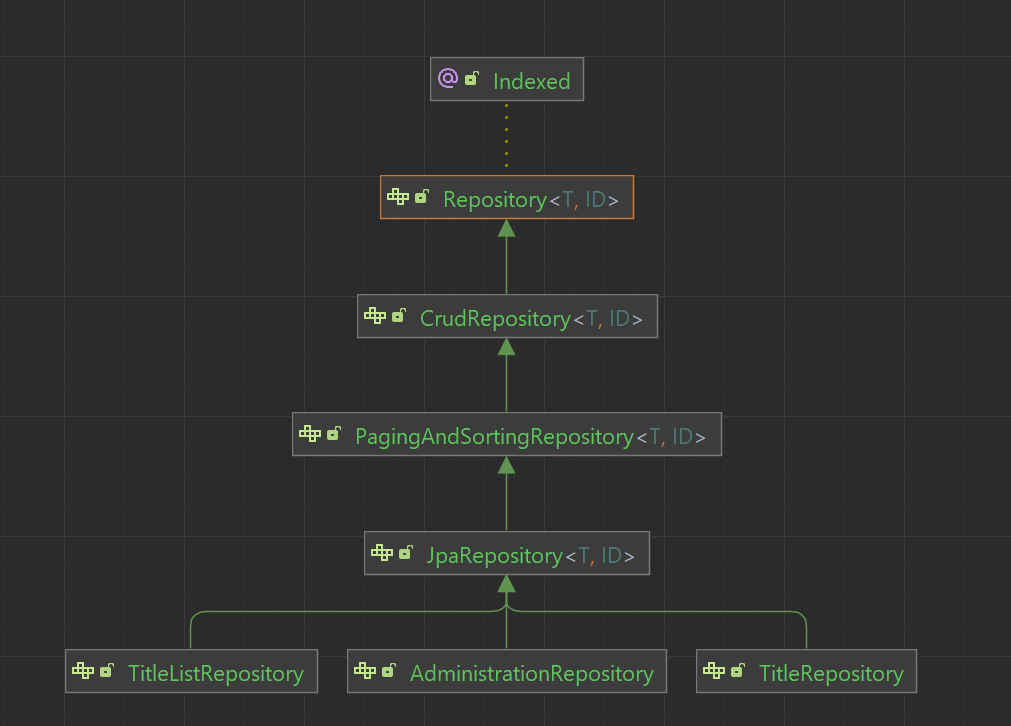 @ Indexed
Repository<T, ID>
CrudRepository<T, ID>
PagingAndSortingRepository<T, ID>
JpaRepository<T, ID>
TitleListRepository
AdministrationRepository
TitleRepository